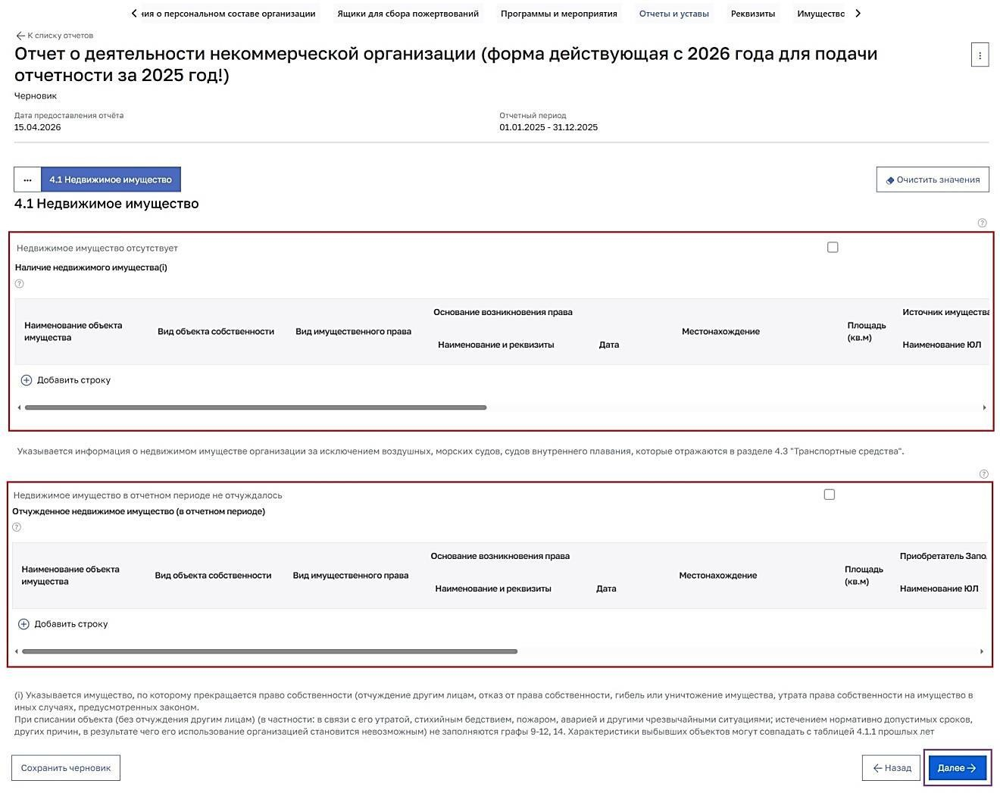 ния о персональном составе организации Ящики для сбора пожертвований Программы и мероприятия Отчеты и уставы Реквизиты Имущество
К списку отчетов
Отчет о деятельности некоммерческой организации (форма действующая с 2026 года для подачи
отчетности за 2025 год!)
Черновик
Дата предоставления отчёта Отчетный период
15.04.2026 01.01.2025 - 31.12.2025
... 4.1 Недвижимое имущество Очистить значения
4.1 Недвижимое имущество
Недвижимое имущество отсутствует
Наличие недвижимого имущества(i)
Основание возникновения права Источник имущества
Наименование объекта имущества Вид объекта собственности Вид имущественного права Местонахождение Площадь (кв.м)
Наименование и реквизиты Дата Наименование ЮЛ
Добавить строку
Указывается информация о недвижимом имуществе организации за исключением воздушных, морских судов, судов внутреннего плавания, которые отражаются в разделе 4.3 "Транспортные средства".
Недвижимое имущество в отчетном периоде не отчуждалось
Отчужденное недвижимое имущество (в отчетном периоде)
Основание возникновения права Приобретатель Запо
Наименование объекта имущества Вид объекта собственности Вид имущественного права Местонахождение Площадь (кв.м)
Наименование и реквизиты Дата Наименование ЮЛ
Добавить строку
(i) Указывается имущество, по которому прекращается право собственности (отчуждение другим лицам, отказ от права собственности, гибель или уничтожение имущества, утрата права собственности на имущество в
иных случаях, предусмотренных законом.
При списании объекта (без отчуждения другим лицам) (в частности: в связи с его утратой, стихийным бедствием, пожаром, аварией и другими чрезвычайными ситуациями; истечением нормативно допустимых сроков,
других причин, в результате чего его использование организацией становится невозможным) не заполняются графы 9-12, 14. Характеристики выбывших объектов могут совпадать с таблицей 4.1.1 прошлых лет
Сохранить черновик Назад Далее